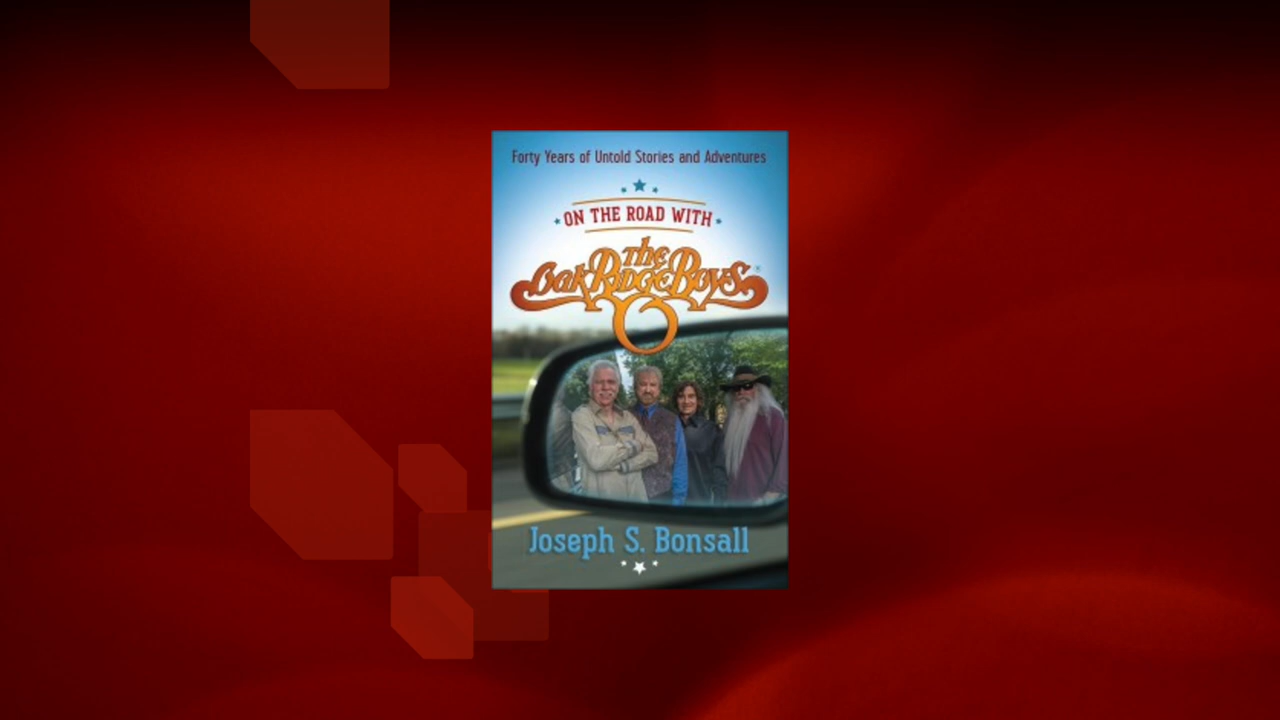 Forty Years of Untold Stories and Adventures
ON THE ROAD WITH
The
Oak Ridge Boys
Joseph S. Bonsall